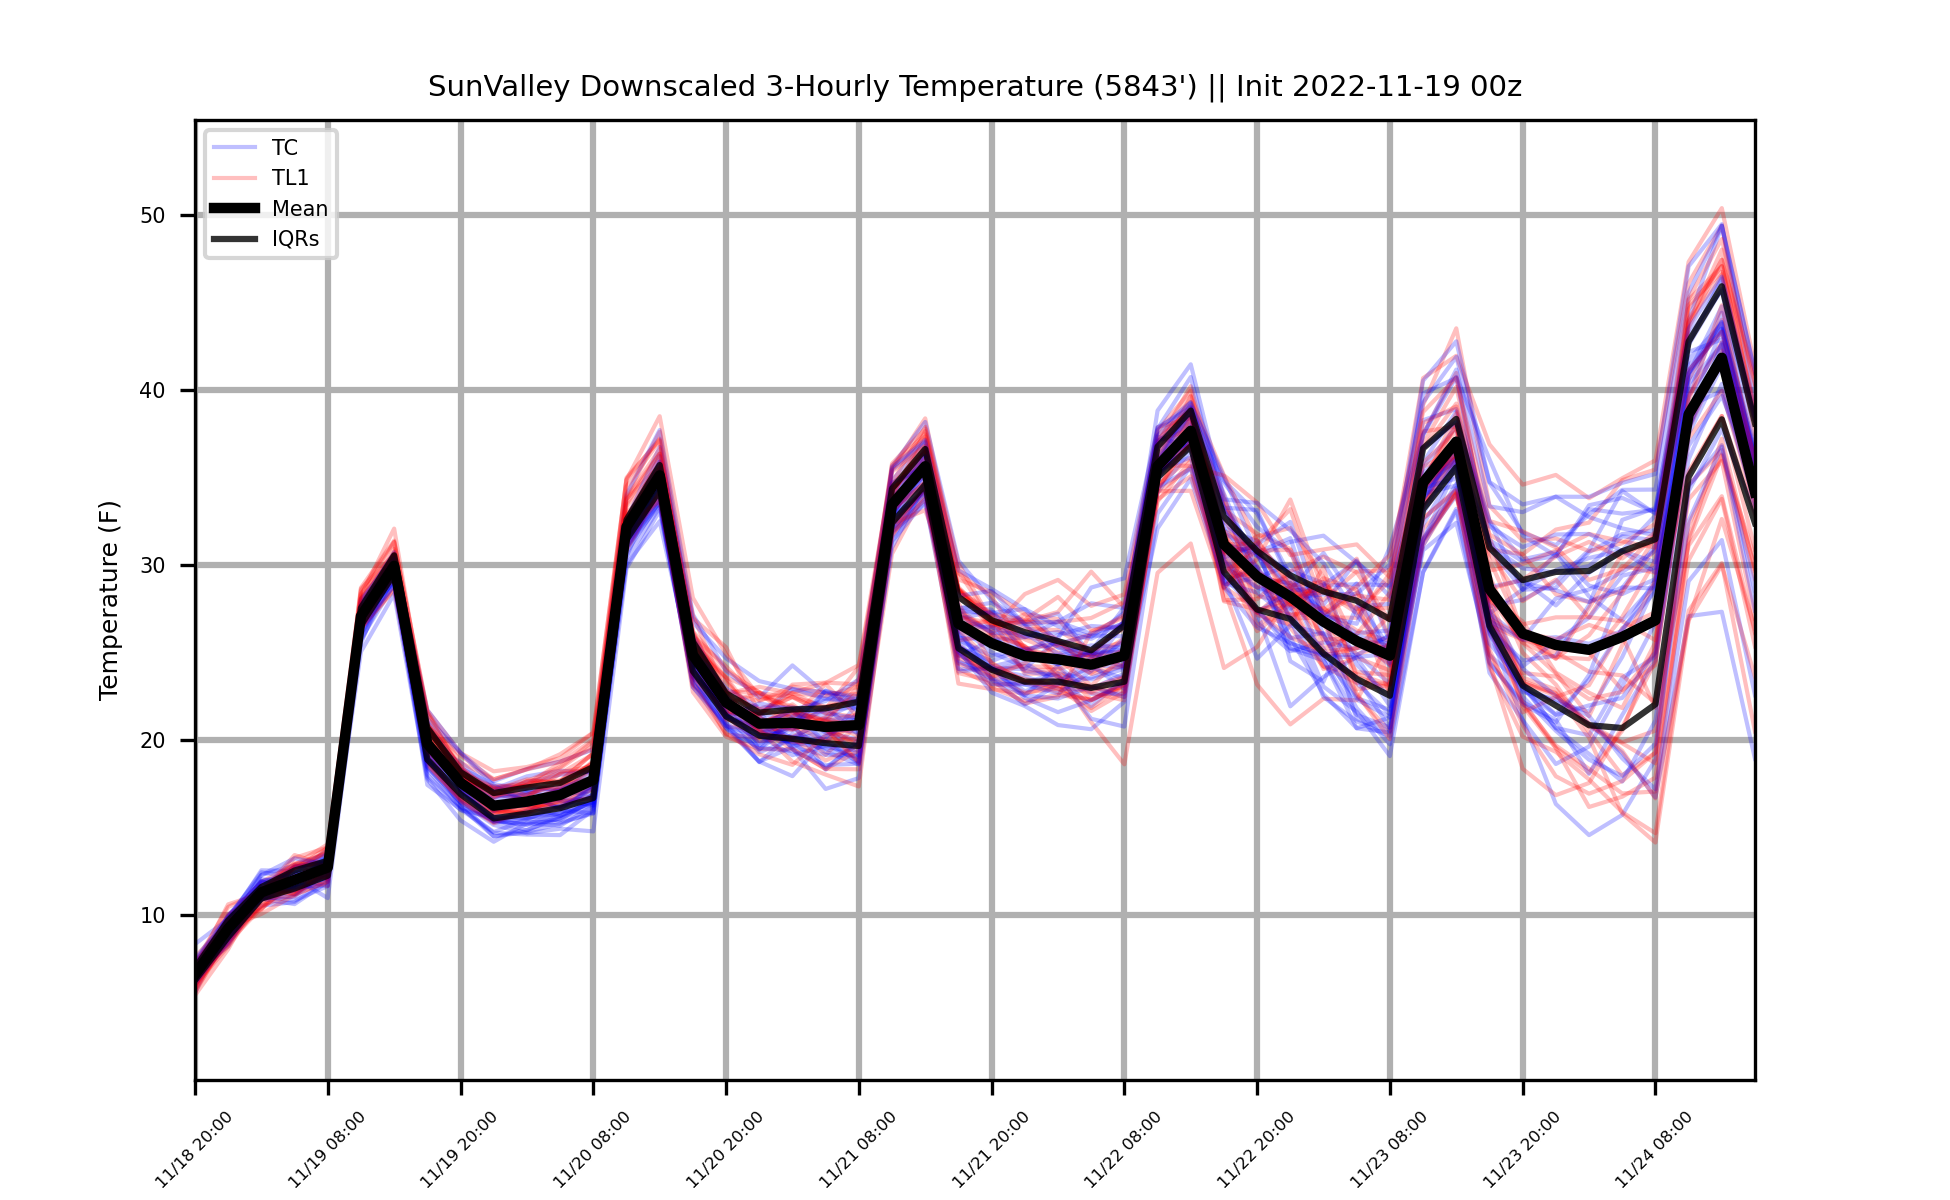 SunValley Downscaled 3-Hourly Temperature (5843') || Init 2022-11-19 00z
TC
TL1
Mean
IQRs
Temperature (F)
50
40
30
20
10
11/18 20:00
11/19 08:00
11/19 20:00
11/20 08:00
11/20 20:00
11/21 08:00
11/21 20:00
11/22 08:00
11/22 20:00
11/23 08:00
11/23 20:00
11/24 08:00